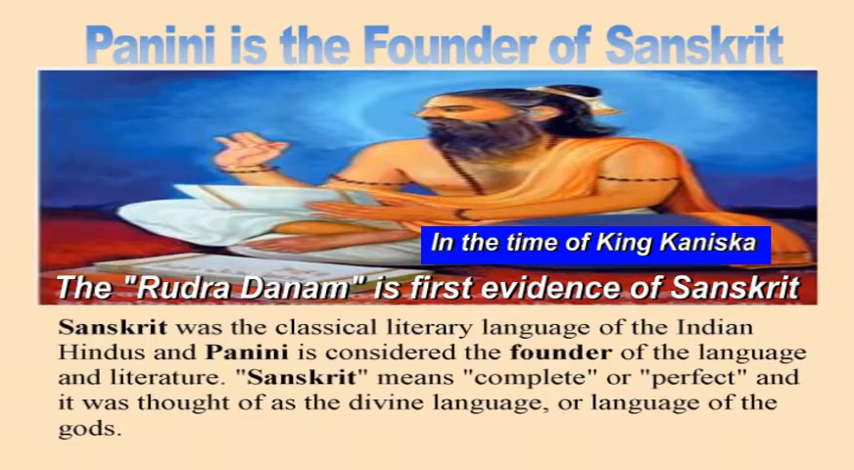 Panini is the Founder of Sanskrit
In the time of King Kaniska
The "Rudra Danam" is first evidence of Sanskrit
Sanskrit was the classical literary language of the Indian
Hindus and Panini is considered the founder of the language
and literature. "Sanskrit" means "complete" or "perfect" and
it was thought of as the divine language, or language of the
gods.